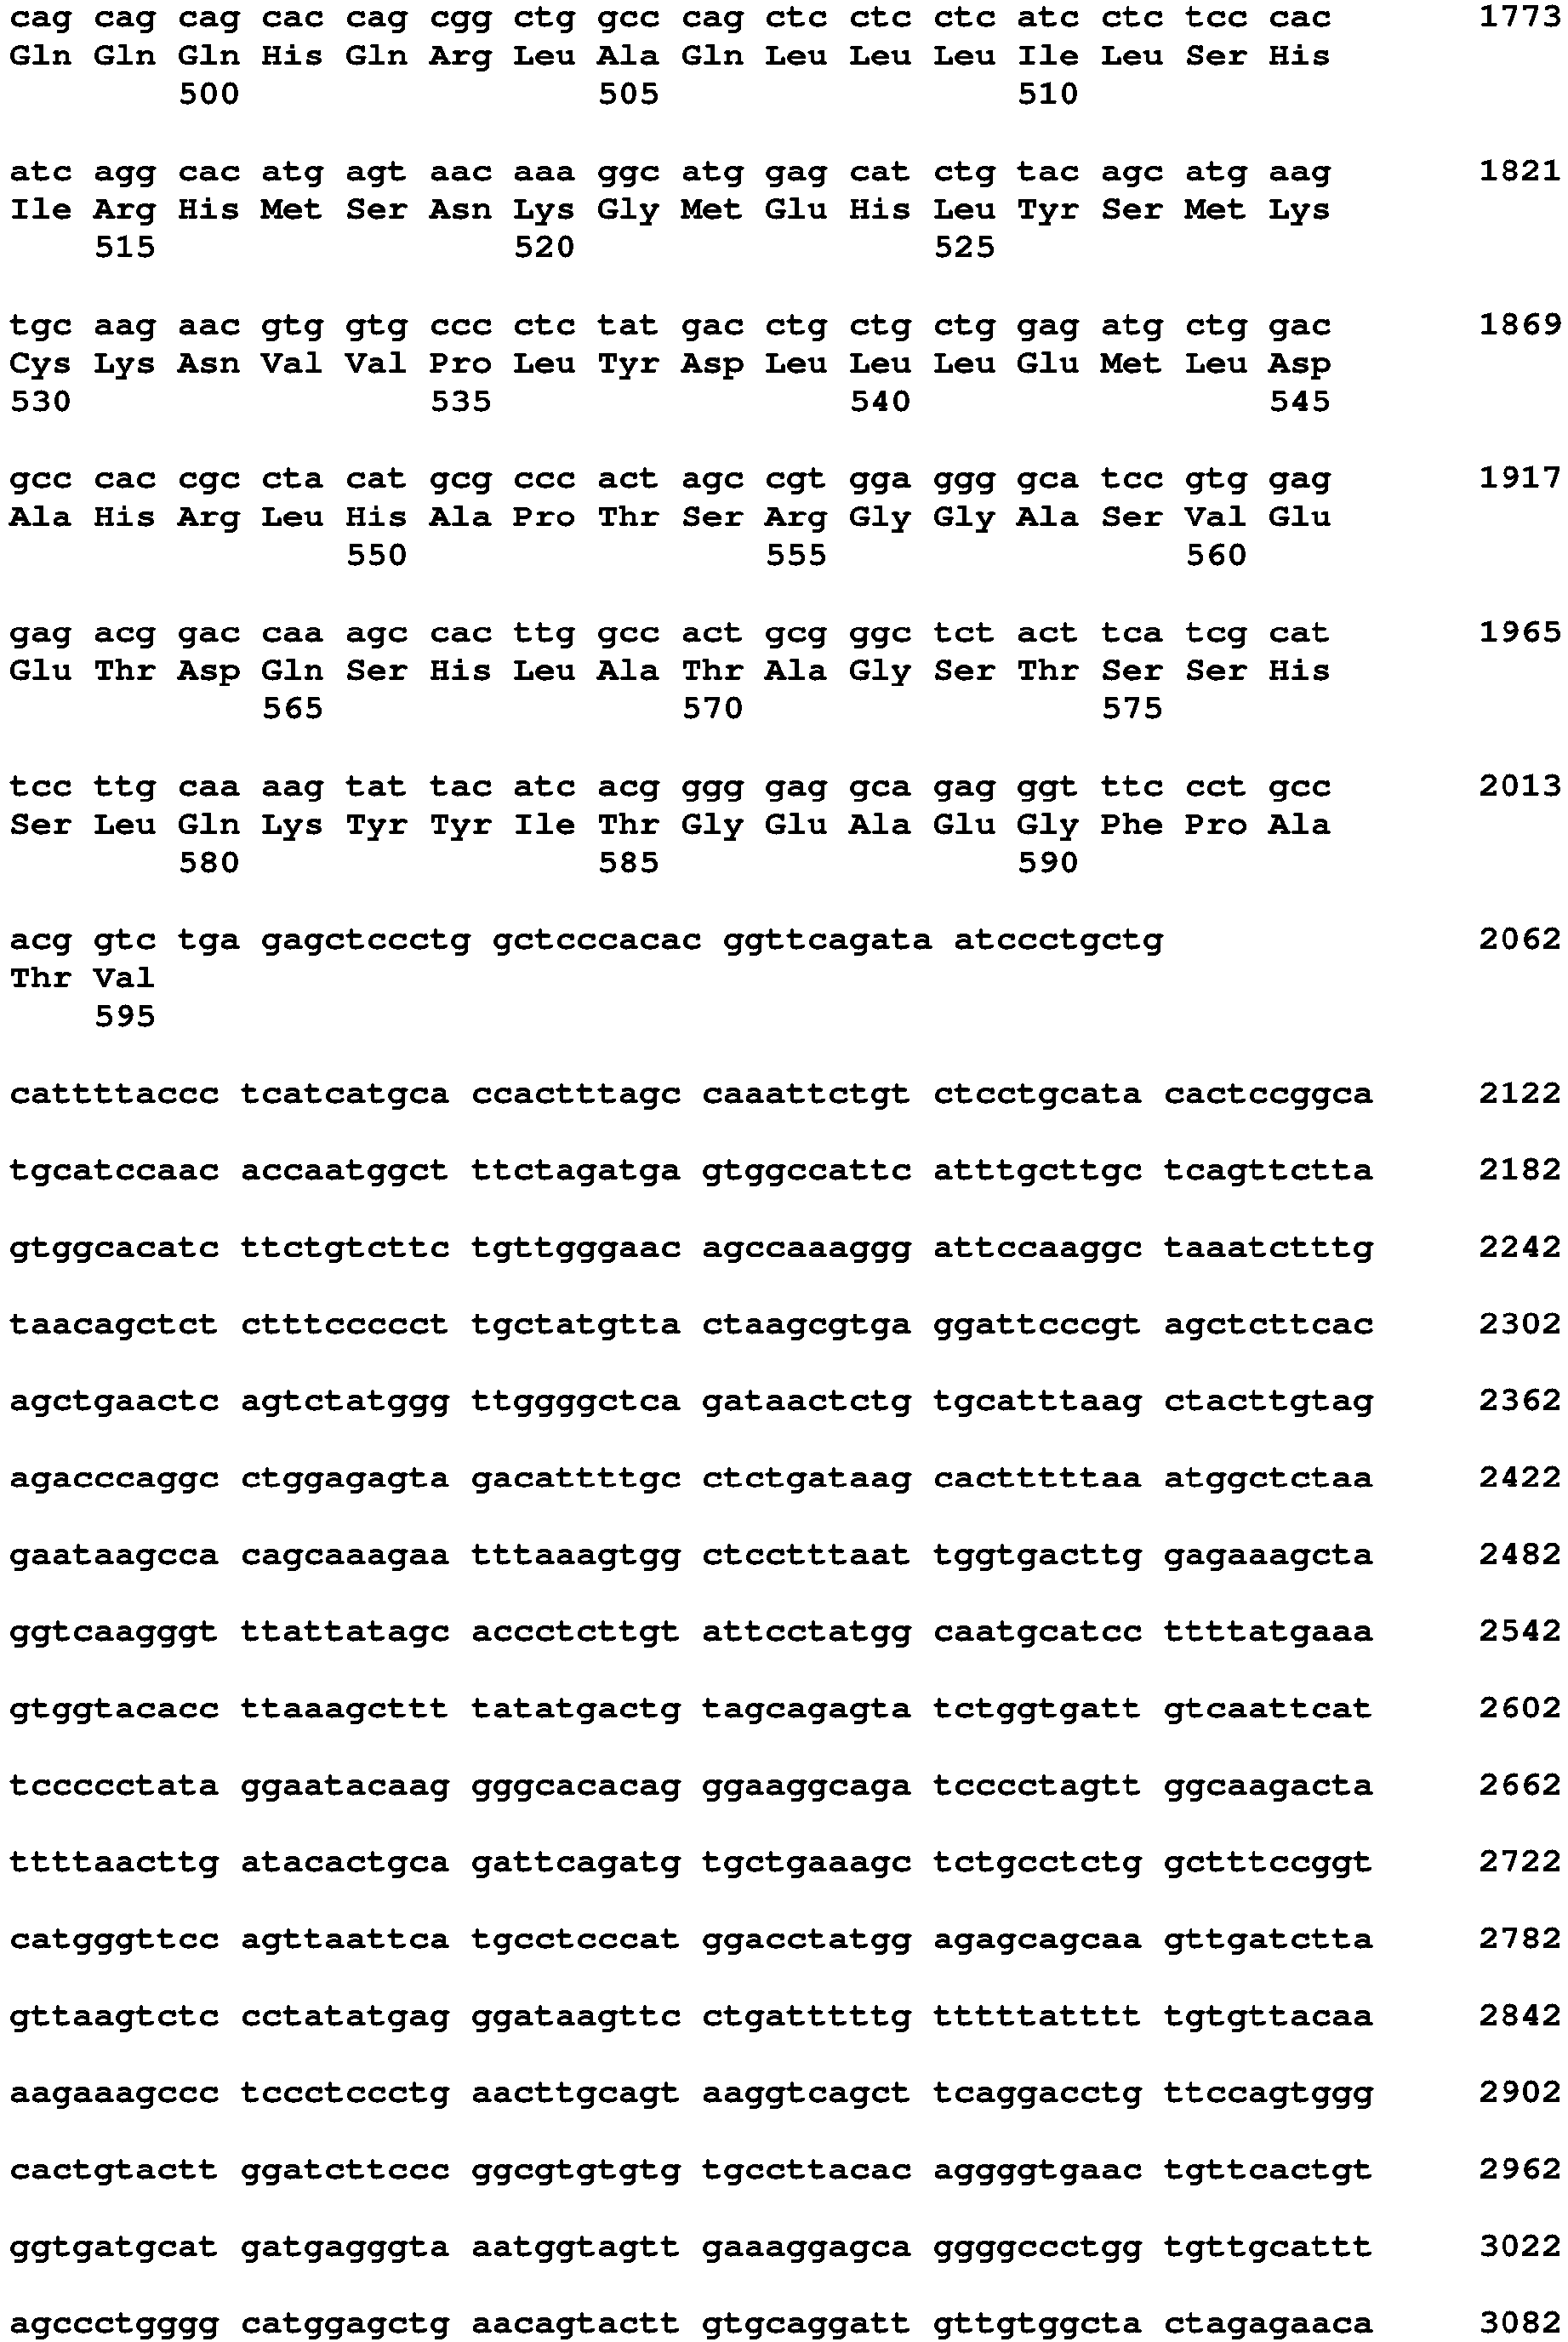 cag cag cag cac cag cgg ctg gcc cag ctc ctc ctc atc ctc tcc cac 1773
Gln Gln Gln His Gln Arg Leu Ala Gln Leu Leu Leu Ile Leu Ser His
500 505 510
atc agg cac atg agt aac aaa ggc atg gag cat ctg tac agc atg aag 1821
Ile Arg His Met Ser Asn Lys Gly Met Glu His Leu Tyr Ser Met Lys
515 520 525
tgc aag aac gtg gtg ccc ctc tat gac ctg ctg ctg gag atg ctg gac 1869
Cys Lys Asn Val Val Pro Leu Tyr Asp Leu Leu Leu Glu Met Leu Asp
530 535 540 545
gcc cac cgc cta cat gcg ccc act agc cgt gga ggg gca tcc gtg gag 1917
Ala His Arg Leu His Ala Pro Thr Ser Arg Gly Gly Ala Ser Val Glu
550 555 560
gag acg gac caa agc cac ttg gcc act gcg ggc tct act tca tcg cat 1965
Glu Thr Asp Gln Ser His Leu Ala Thr Ala Gly Ser Thr Ser Ser His
565 570 575
tcc ttg caa aag tat tac atc acg ggg gag gca gag ggt ttc cct gcc 2013
Ser Leu Gln Lys Tyr Tyr Ile Thr Gly Glu Ala Glu Gly Phe Pro Ala
580 585 590
acg gtc tga gagctccctg gctcccacac ggttcagata atccctgctg 2062
Thr Val
595
cattttaccc tcatcatgca ccactttagc caaattctgt ctcctgcata cactccggca 2122
tgcatccaac accaatggct ttctagatga gtggccattc atttgcttgc tcagttctta 2182
gtggcacatc ttctgtcttc tgttgggaac agccaaaggg attccaaggc taaatctttg 2242
taacagctct ctttccccct tgctatgtta ctaagcgtga ggattcccgt agctcttcac 2302
agctgaactc agtctatggg ttggggctca gataactctg tgcatttaag ctacttgtag 2362
agacccaggc ctggagagta gacattttgc ctctgataag cactttttaa atggctctaa 2422
gaataagcca cagcaaagaa tttaaagtgg ctcctttaat tggtgacttg gagaaagcta 2482
ggtcaagggt ttattatagc accctcttgt attcctatgg caatgcatcc ttttatgaaa 2542
gtggtacacc ttaaagcttt tatatgactg tagcagagta tctggtgatt gtcaattcat 2602
tccccctata ggaatacaag gggcacacag ggaaggcaga tcccctagtt ggcaagacta 2662
ttttaacttg atacactgca gattcagatg tgctgaaagc tctgcctctg gctttccggt 2722
catgggttcc agttaattca tgcctcccat ggacctatgg agagcagcaa gttgatctta 2782
gttaagtctc cctatatgag ggataagttc ctgatttttg tttttatttt tgtgttacaa 2842
aagaaagccc tccctccctg aacttgcagt aaggtcagct tcaggacctg ttccagtggg 2902
cactgtactt ggatcttccc ggcgtgtgtg tgccttacac aggggtgaac tgttcactgt 2962
ggtgatgcat gatgagggta aatggtagtt gaaaggagca ggggccctgg tgttgcattt 3022
agccctgggg catggagctg aacagtactt gtgcaggatt gttgtggcta ctagagaaca 3082